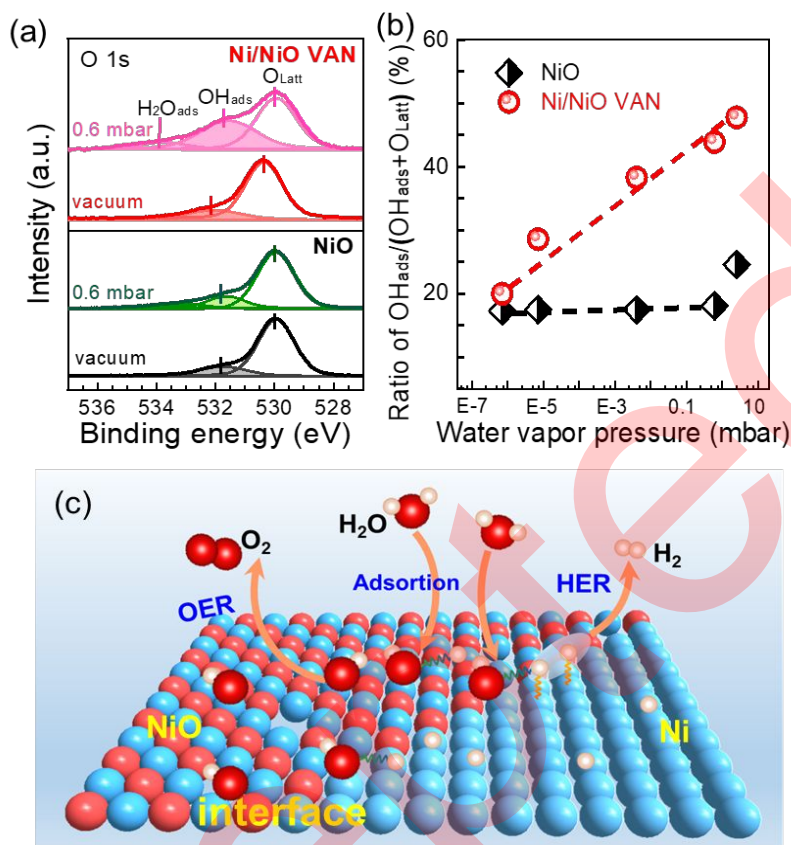 (a)
O 1s
Ni/NiO VAN
H₂Oads
OHads
OLatt
0.6 mbar
vacuum
NiO
0.6 mbar
vacuum
Intensity (a.u.)
536 534 532 530 528
Binding energy (eV)
(b)
60
40
20
NiO
Ni/NiO VAN
Ratio of OHads/(OHads+OLatt) (%)
E-7 E-5 E-3 0.1 10
Water vapor pressure (mbar)
(c)
O₂
H₂O
H₂
OER
Adsortion
HER
NiO
Ni
interface